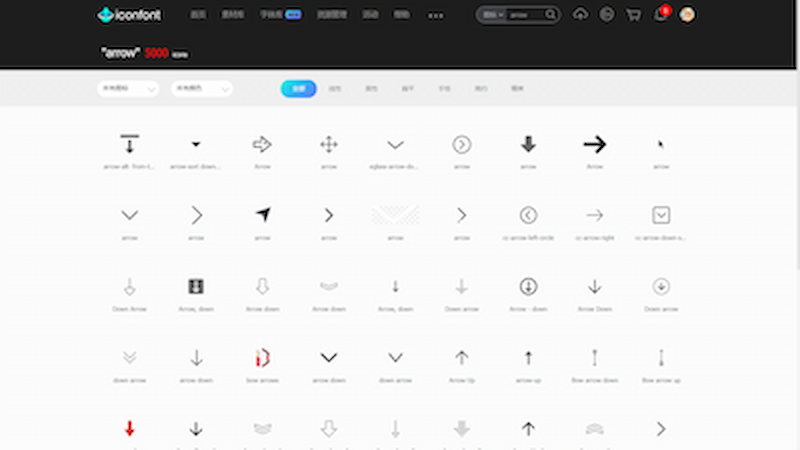 iconfont 首页 素材库 字体库 资源管理 活动 帮助 ••• 图标 arrow 8
"arrow" 5000
所有图标 所有颜色 全部 线性 面性 扁平 手绘 简约 精美
arrow-alt- from-t... arrow-sort down... Arrow arrow arrow do... arrow arrow Arrow arrow
arrow arrow arrow arrow arrow arrow cc-arrow-left-circle cc-arrow-right cc-arrow-down-s...
Down Arrow Arrow, down Arrow down Arrow down Arrow, down Down arrow Arrow - down Arrow Down Down arrow
down arrow arrow down bow arrows arrow down down arrow Arrow Up arrow-up Bow arrow down Bow arrow up